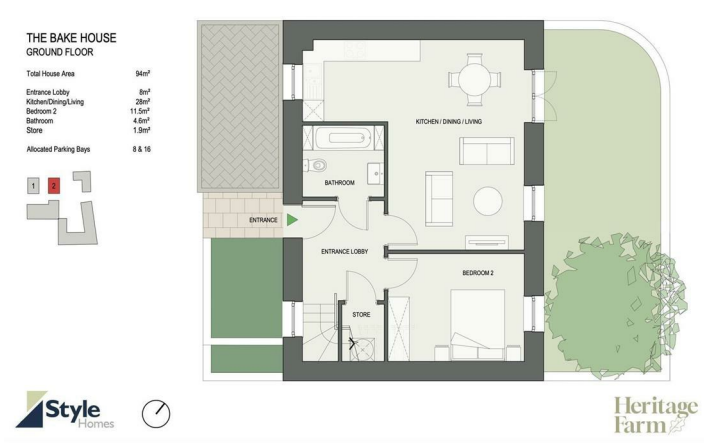 THE BAKE HOUSE
GROUND FLOOR
Total House Area 94m²
Entrance Lobby 8m²
Kitchen/Dining/Living 28m²
Bedroom 2 11.5m²
Bathroom 4.6m²
Store 1.9m²
Allocated Parking Bays 8 & 16
1 2
KITCHEN / DINING / LIVING
BATHROOM
ENTRANCE
ENTRANCE LOBBY
BEDROOM 2
STORE
Style
Homes
Heritage
Farm